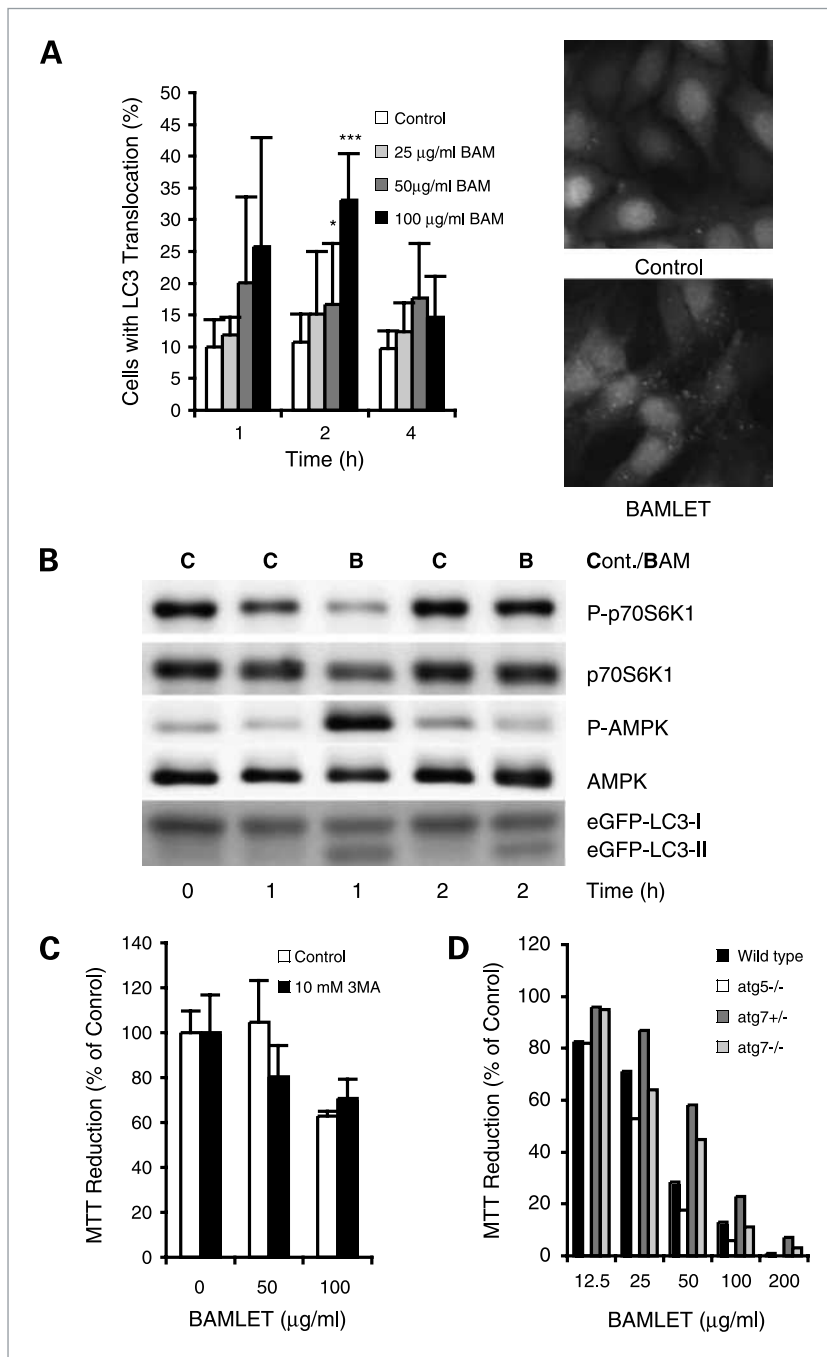 A
Cells with LC3 Translocation (%)
50
45
40
35
30
25
20
15
10
5
0
***
*
Control
25 µg/ml BAM
50µg/ml BAM
100 µg/ml BAM
1 2 4
Time (h)
Control
BAMLET
B
C C B C B Cont./BAM
P-p70S6K1
p70S6K1
P-AMPK
AMPK
eGFP-LC3-I
eGFP-LC3-II
0 1 1 2 2 Time (h)
C
MTT Reduction (% of Conrol)
140
120
100
80
60
40
20
0
Control
10 mM 3MA
0 50 100
BAMLET (µg/ml)
D
MTT Reduction (% of Control)
120
100
80
60
40
20
0
Wild type
atg5-/-
atg7+/-
atg7-/-
12.5 25 50 100 200
BAMLET (µg/ml)